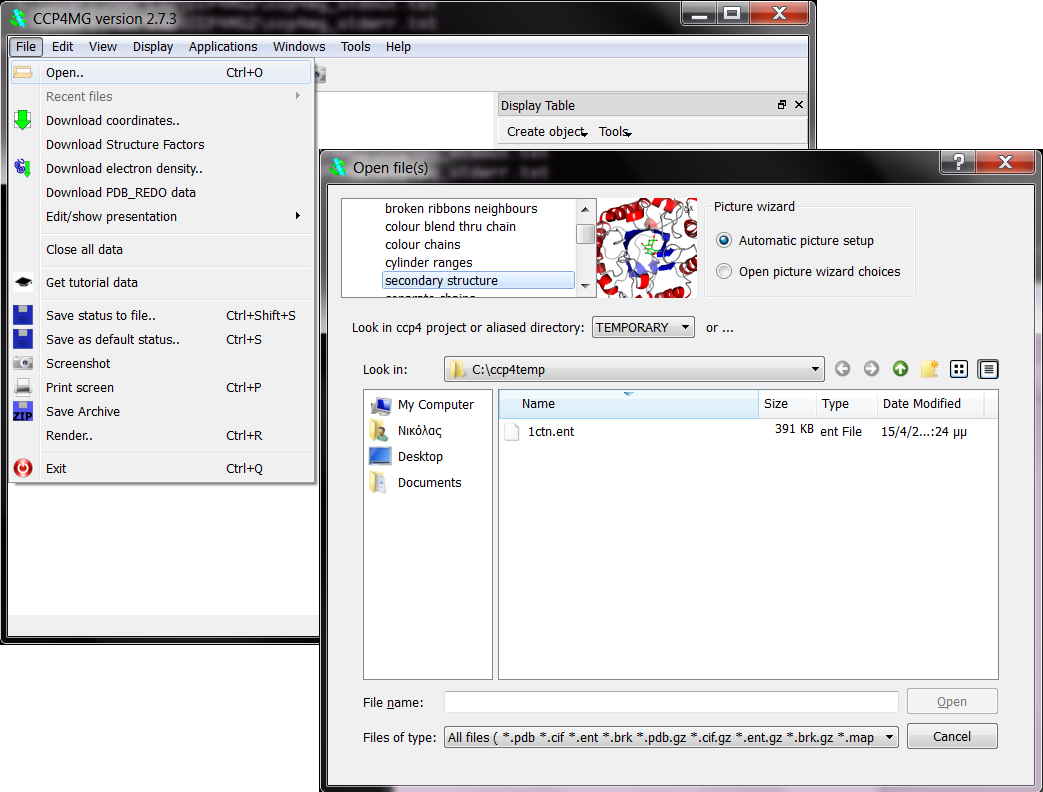 CCP4MG version 2.7.3
File Edit View Display Applications Windows Tools Help
Open.. Ctrl+O
Recent files
Download coordinates..
Download Structure Factors
Download electron density..
Download PDB_REDO data
Edit/show presentation
Close all data
Get tutorial data
Save status to file.. Ctrl+Shift+S
Save as default status.. Ctrl+S
Screenshot
Print screen Ctrl+P
ZIP Save Archive
Render.. Ctrl+R
Exit Ctrl+Q
Display Table
Create object Tools
Open file(s)
broken ribbons neighbours
colour blend thru chain
colour chains
cylinder ranges
secondary structure
separate chains
Picture wizard
Automatic picture setup
Open picture wizard choices
Look in ccp4 project or aliased directory: TEMPORARY or ...
Look in: C:\ccp4temp
My Computer
Νικόλας
Desktop
Documents
Name Size Type Date Modified
1ctn.ent 391 KB ent File 15/4/2...:24 μμ
File name: Open
Files of type: All files ( *.pdb *.cif *.ent *.brk *.pdb.gz *.cif.gz *.ent.gz *.brk.gz *.map Cancel